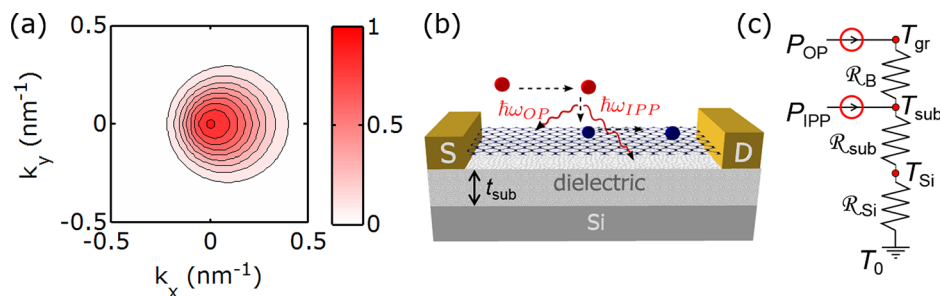 (a)
0.5
0
-0.5
-0.5 0 0.5
k_y (nm⁻¹)
k_x (nm⁻¹)
1
0.5
0
(b)
ħω_OP
ħω_IPP
S
D
t_sub
dielectric
Si
(c)
P_OP
T_gr
ℛ_B
P_IPP
T_sub
ℛ_sub
T_Si
ℛ_Si
T_0